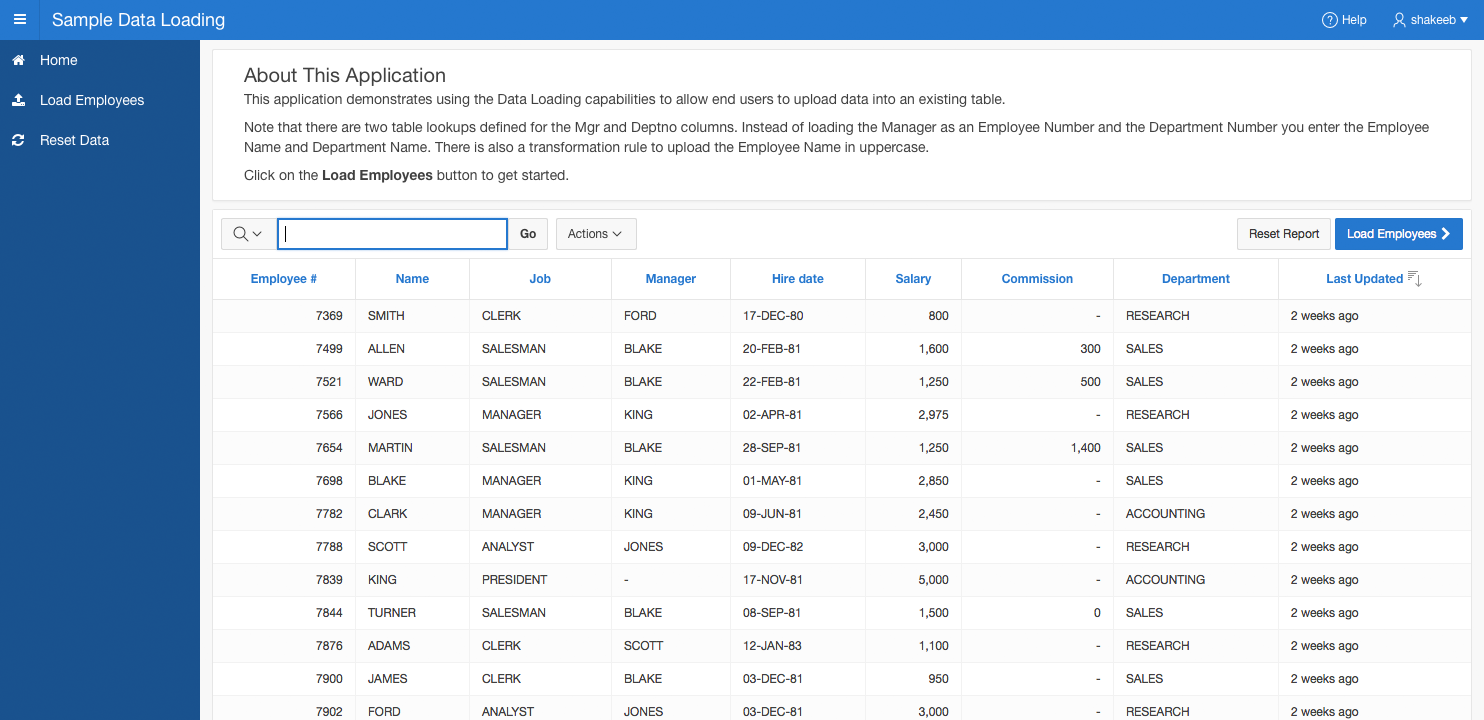 Sample Data Loading
Help
shakeeb
Home
Load Employees
Reset Data
About This Application
This application demonstrates using the Data Loading capabilities to allow end users to upload data into an existing table.
Note that there are two table lookups defined for the Mgr and Deptno columns. Instead of loading the Manager as an Employee Number and the Department Number you enter the Employee
Name and Department Name. There is also a transformation rule to upload the Employee Name in uppercase.
Click on the Load Employees button to get started.
Go Actions Reset Report Load Employees
Employee # Name Job Manager Hire date Salary Commission Department Last Updated
7369 SMITH CLERK FORD 17-DEC-80 800 - RESEARCH 2 weeks ago
7499 ALLEN SALESMAN BLAKE 20-FEB-81 1,600 300 SALES 2 weeks ago
7521 WARD SALESMAN BLAKE 22-FEB-81 1,250 500 SALES 2 weeks ago
7566 JONES MANAGER KING 02-APR-81 2,975 - RESEARCH 2 weeks ago
7654 MARTIN SALESMAN BLAKE 28-SEP-81 1,250 1,400 SALES 2 weeks ago
7698 BLAKE MANAGER KING 01-MAY-81 2,850 - SALES 2 weeks ago
7782 CLARK MANAGER KING 09-JUN-81 2,450 - ACCOUNTING 2 weeks ago
7788 SCOTT ANALYST JONES 09-DEC-82 3,000 - RESEARCH 2 weeks ago
7839 KING PRESIDENT - 17-NOV-81 5,000 - ACCOUNTING 2 weeks ago
7844 TURNER SALESMAN BLAKE 08-SEP-81 1,500 0 SALES 2 weeks ago
7876 ADAMS CLERK SCOTT 12-JAN-83 1,100 - RESEARCH 2 weeks ago
7900 JAMES CLERK BLAKE 03-DEC-81 950 - SALES 2 weeks ago
7902 FORD ANALYST JONES 03-DEC-81 3,000 - RESEARCH 2 weeks ago